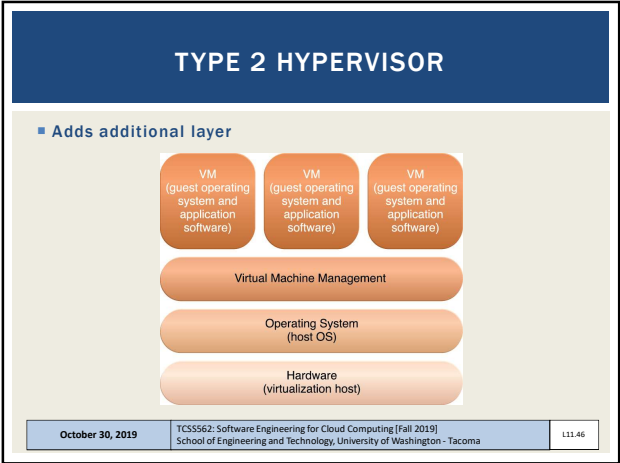 TYPE 2 HYPERVISOR
▪ Adds additional layer
VM
(guest operating
system and
application
software)
VM
(guest operating
system and
application
software)
VM
(guest operating
system and
application
software)
Virtual Machine Management
Operating System
(host OS)
Hardware
(virtualization host)
October 30, 2019
TCSS562: Software Engineering for Cloud Computing [Fall 2019]
School of Engineering and Technology, University of Washington - Tacoma
L11.46